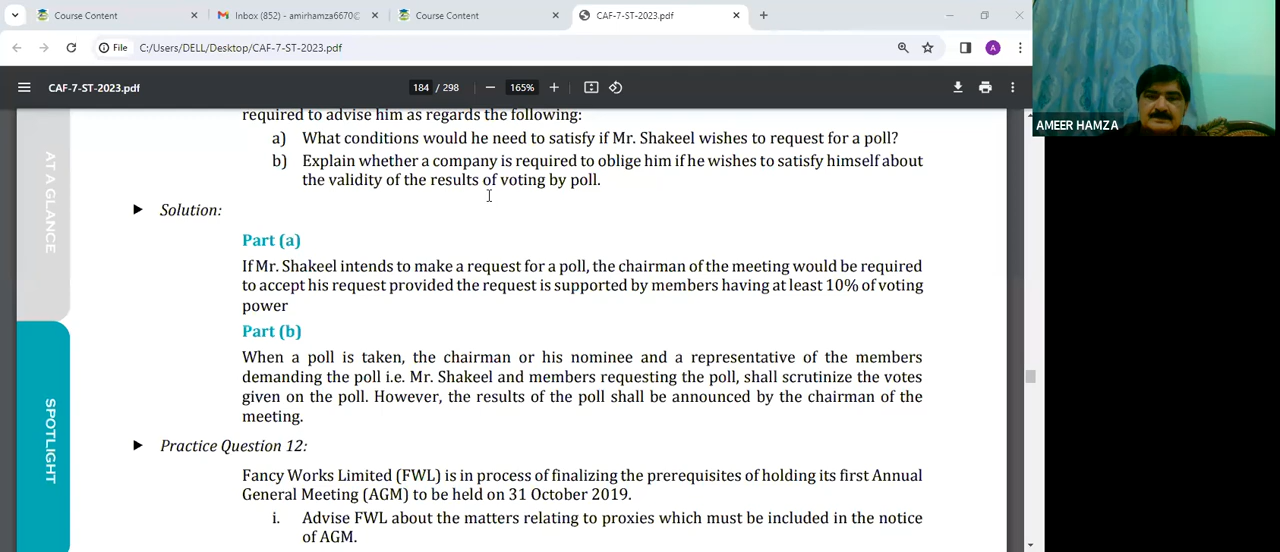 Course Content
Inbox (852) - amirhamza6670@
Course Content
CAF-7-ST-2023.pdf
File
C:/Users/DELL/Desktop/CAF-7-ST-2023.pdf
A
CAF-7-ST-2023.pdf
184 / 298
165%
AMEER HAMZA
required to advise him as regards the following:
a) What conditions would he need to satisfy if Mr. Shakeel wishes to request for a poll?
b) Explain whether a company is required to oblige him if he wishes to satisfy himself about
the validity of the results of voting by poll.
AT A GLANCE
Solution:
Part (a)
If Mr. Shakeel intends to make a request for a poll, the chairman of the meeting would be required
to accept his request provided the request is supported by members having at least 10% of voting
power
Part (b)
When a poll is taken, the chairman or his nominee and a representative of the members
demanding the poll i.e. Mr. Shakeel and members requesting the poll, shall scrutinize the votes
given on the poll. However, the results of the poll shall be announced by the chairman of the
meeting.
SPOTLIGHT
Practice Question 12:
Fancy Works Limited (FWL) is in process of finalizing the prerequisites of holding its first Annual
General Meeting (AGM) to be held on 31 October 2019.
i. Advise FWL about the matters relating to proxies which must be included in the notice
of AGM.